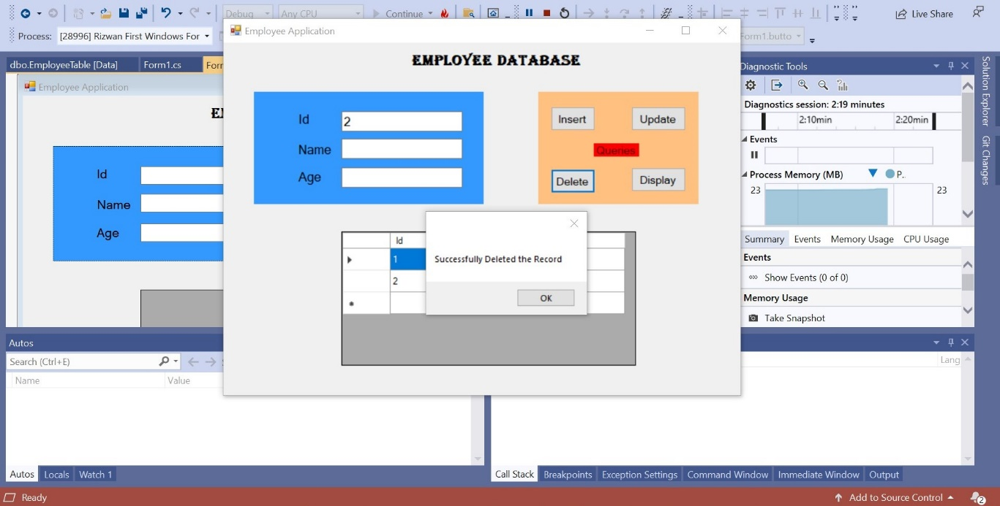 Debug
Any CPU
Continue
Live Share
Process: [28996] Rizwan First Windows For
Form1.butto
Employee Application
dbo.EmployeeTable [Data]
Form1.cs
Form
Employee Application
EMPLOYEE DATABASE
Id
Name
Age
Id 2
Name
Age
Insert
Update
Queries
Delete
Display
Id
1
2
Successfully Deleted the Record
OK
Diagnostic Tools
Diagnostics session: 2:19 minutes
2:10min 2:20min
Events
Process Memory (MB) P..
23 23
Summary Events Memory Usage CPU Usage
Events
Show Events (0 of 0)
Memory Usage
Take Snapshot
Solution Explorer
Git Changes
Autos
Search (Ctrl+E)
Name Value
Lang
Autos Locals Watch 1
Call Stack Breakpoints Exception Settings Command Window Immediate Window Output
Ready
Add to Source Control
2